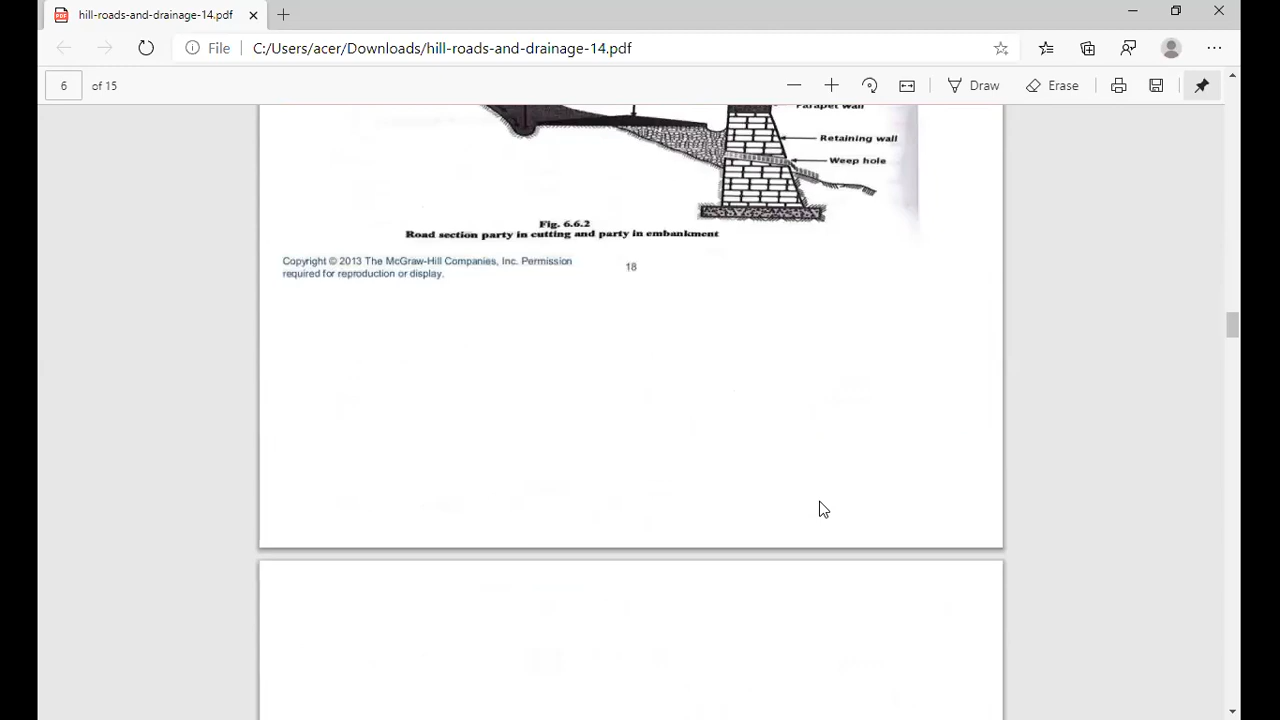 hill-roads-and-drainage-14.pdf
File C:/Users/acer/Downloads/hill-roads-and-drainage-14.pdf
6 of 15 Draw Erase
Parapet wall
Retaining wall
Weep hole
Fig. 6.6.2
Road section party in cutting and party in embankment
Copyright © 2013 The McGraw-Hill Companies, Inc. Permission
required for reproduction or display.
18